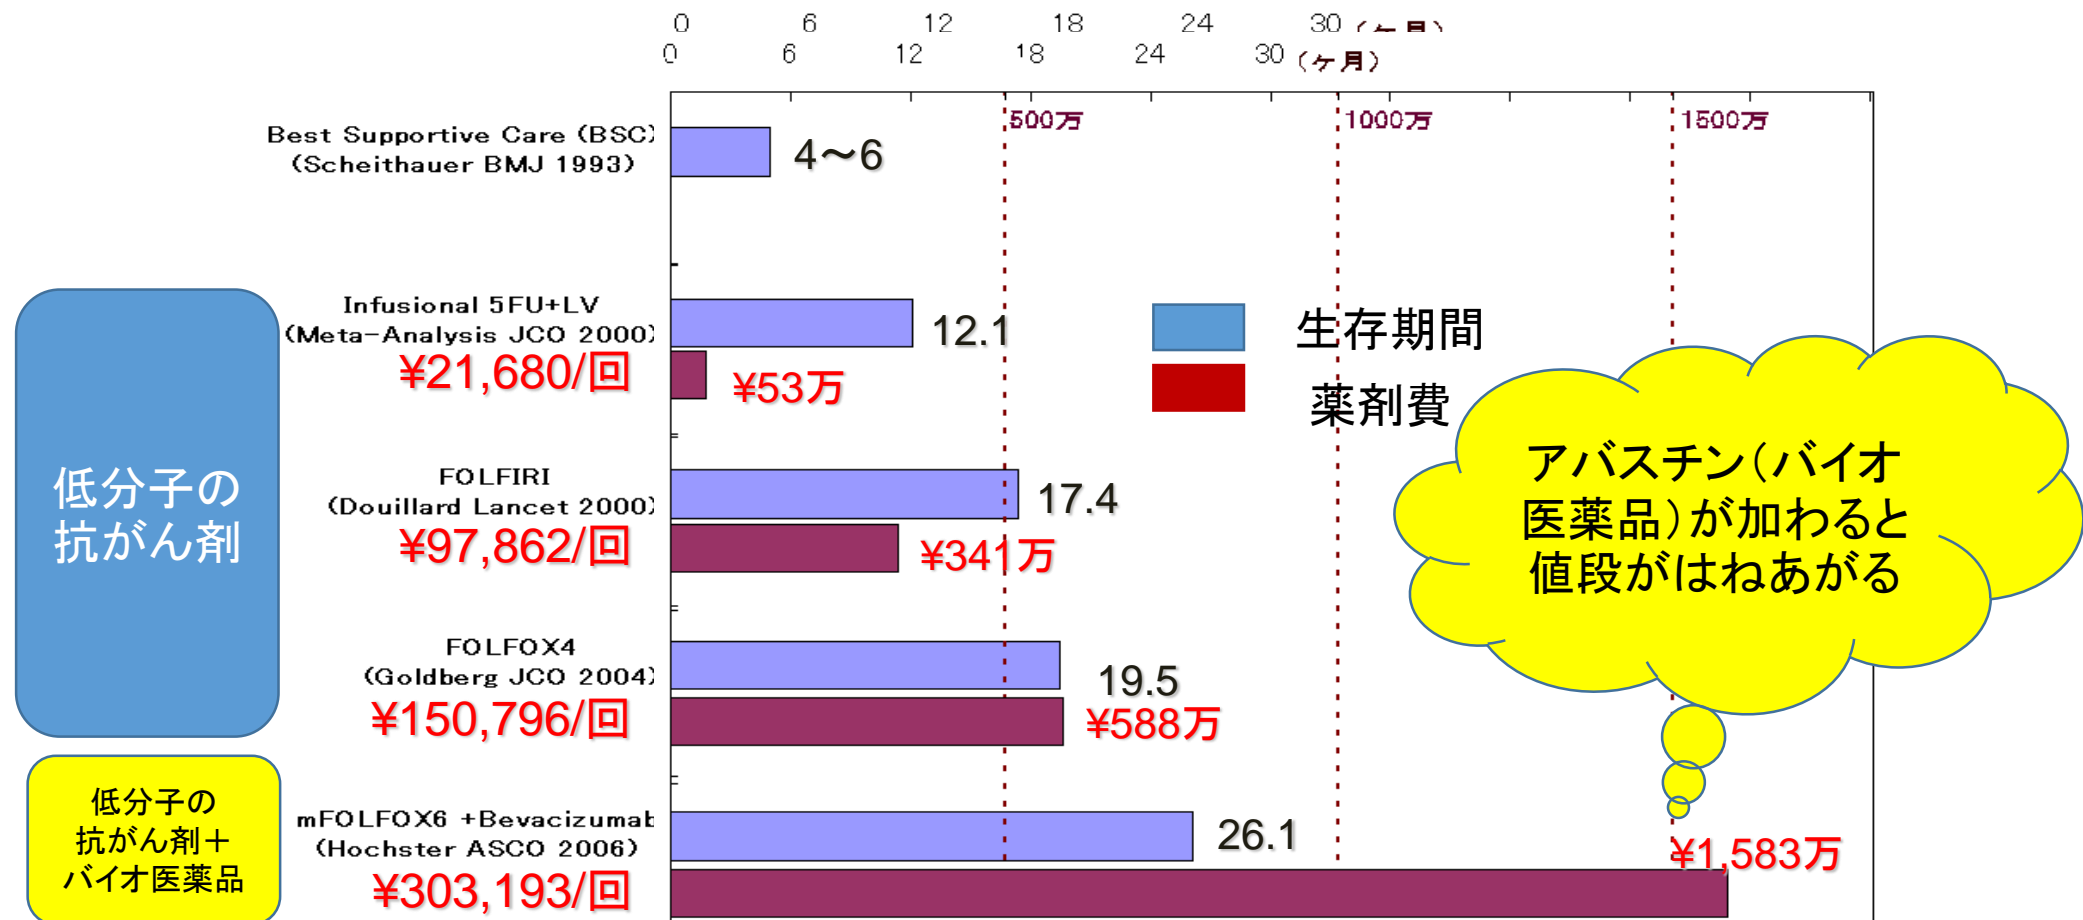 0 6 12 18 24 30 (ケ月)
0 6 12 18 24 30 (ケ月)
500万 1000万 1500万
Best Supportive Care (BSC)
(Scheithauer BMJ 1993)
4～6
Infusional 5FU+LV
(Meta-Analysis JCO 2000)
¥21,680/回
12.1
¥53万
生存期間
薬剤費
FOLFIRI
(Douillard Lancet 2000)
¥97,862/回
17.4
¥341万
低分子の
抗がん剤
アバスチン（バイオ
医薬品）が加わると
値段がはねあがる
FOLFOX4
(Goldberg JCO 2004)
¥150,796/回
19.5
¥588万
低分子の
抗がん剤＋
バイオ医薬品
mFOLFOX6 +Bevacizumab
(Hochster ASCO 2006)
¥303,193/回
26.1
¥1,583万